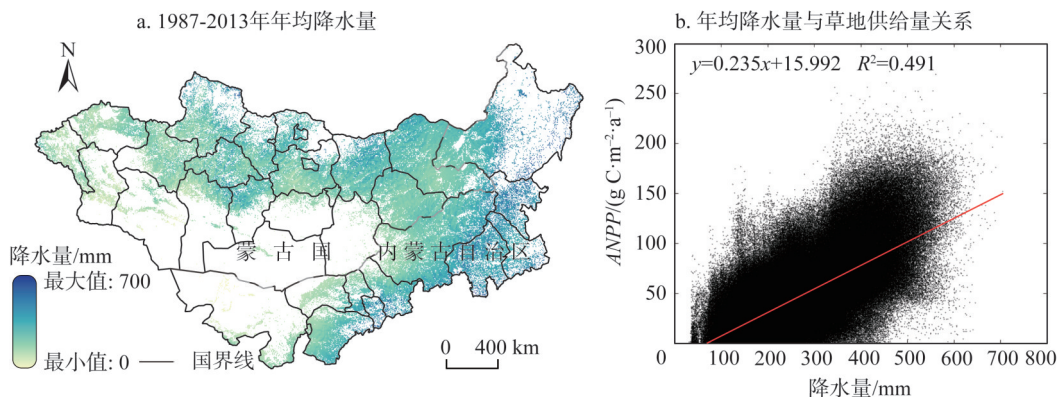 a. 1987-2013年年均降水量
N
蒙古国
内蒙古自治区
降水量/mm
最大值: 700
最小值: 0
国界线
0 400 km
b. 年均降水量与草地供给量关系
y=0.235x+15.992 R²=0.491
ANPP/(g C·m⁻²·a⁻¹)
300
250
200
150
100
50
0 100 200 300 400 500 600 700 800
降水量/mm